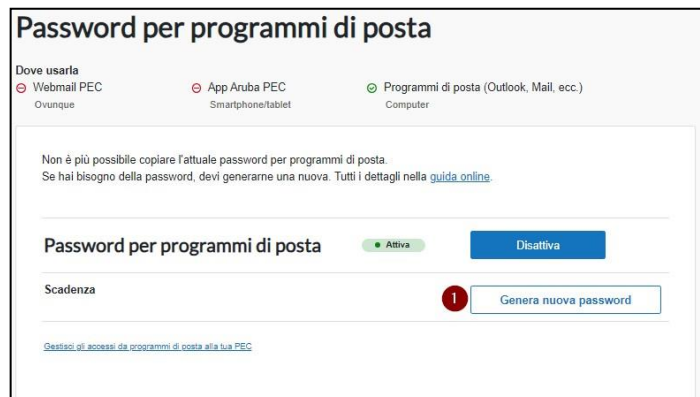 Password per programmi di posta
Dove usarla
Webmail PEC
Ovunque
App Aruba PEC
Smartphone/tablet
Programmi di posta (Outlook, Mail, ecc.)
Computer
Non è più possibile copiare l'attuale password per programmi di posta.
Se hai bisogno della password, devi generarne una nuova. Tutti i dettagli nella guida online.
Password per programmi di posta
Attiva
Disattiva
Scadenza
1
Genera nuova password
Gestisci gli accessi da programmi di posta alla tua PEC